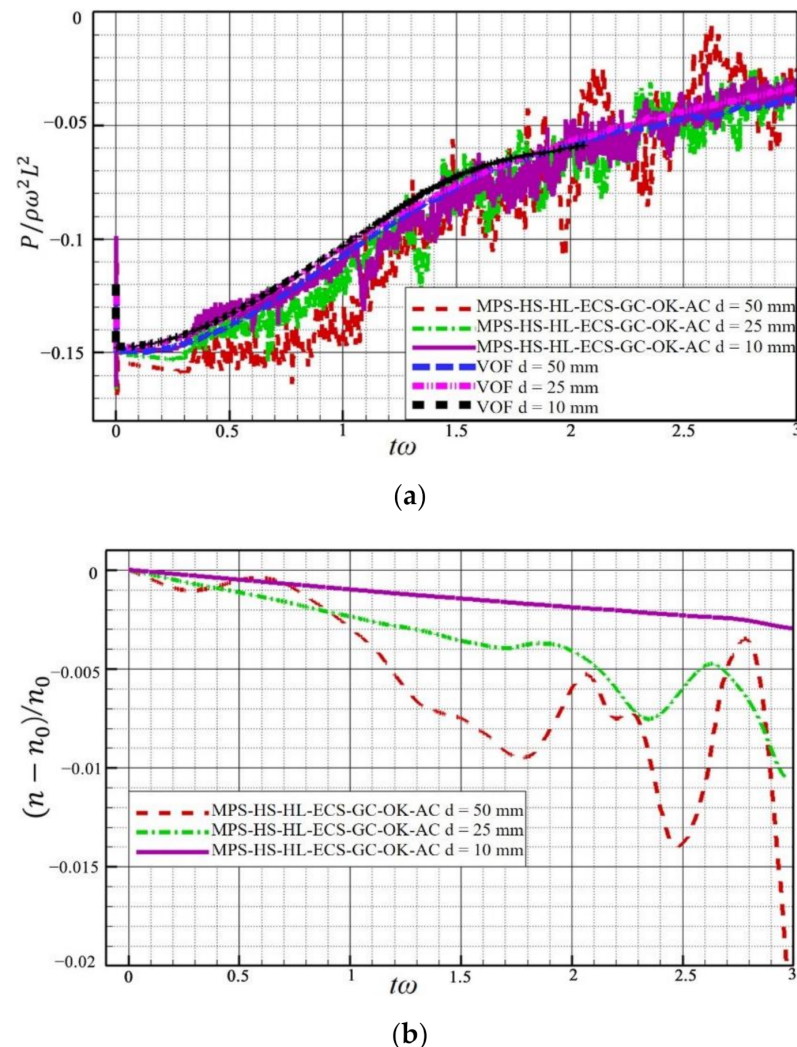 0
−0.05
−0.1
−0.15
P/ρω²L²
MPS-HS-HL-ECS-GC-OK-AC d = 50 mm
MPS-HS-HL-ECS-GC-OK-AC d = 25 mm
MPS-HS-HL-ECS-GC-OK-AC d = 10 mm
VOF d = 50 mm
VOF d = 25 mm
VOF d = 10 mm
0 0.5 1 1.5 2 2.5 3
tω
(a)
0
−0.005
−0.01
−0.015
−0.02
(n − n₀)/n₀
MPS-HS-HL-ECS-GC-OK-AC d = 50 mm
MPS-HS-HL-ECS-GC-OK-AC d = 25 mm
MPS-HS-HL-ECS-GC-OK-AC d = 10 mm
0 0.5 1 1.5 2 2.5 3
tω
(b)